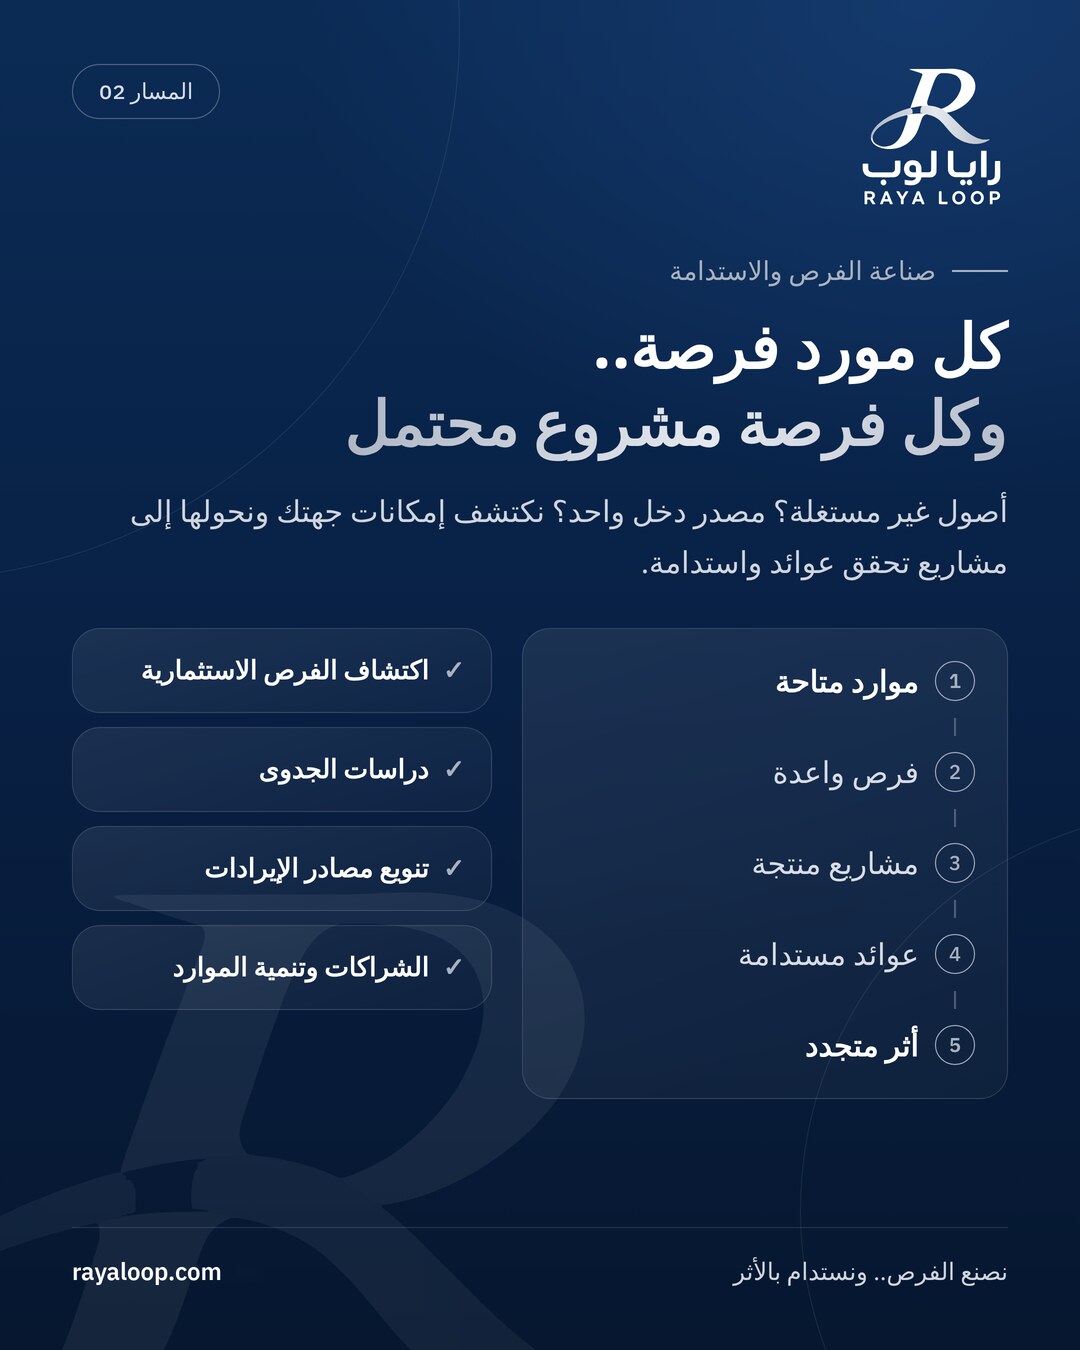 رايا لوب
RAYA LOOP
المسار 02
صناعة الفرص والاستدامة
كل مورد فرصة..
وكل فرصة مشروع محتمل
أصول غير مستغلة؟ مصدر دخل واحد؟ نكتشف إمكانات جهتك ونحولها إلى
مشاريع تحقق عوائد واستدامة.
1 موارد متاحة
2 فرص واعدة
3 مشاريع منتجة
4 عوائد مستدامة
5 أثر متجدد
✓ اكتشاف الفرص الاستثمارية
✓ دراسات الجدوى
✓ تنويع مصادر الإيرادات
✓ الشراكات وتنمية الموارد
نصنع الفرص.. ونستدام بالأثر
rayaloop.com